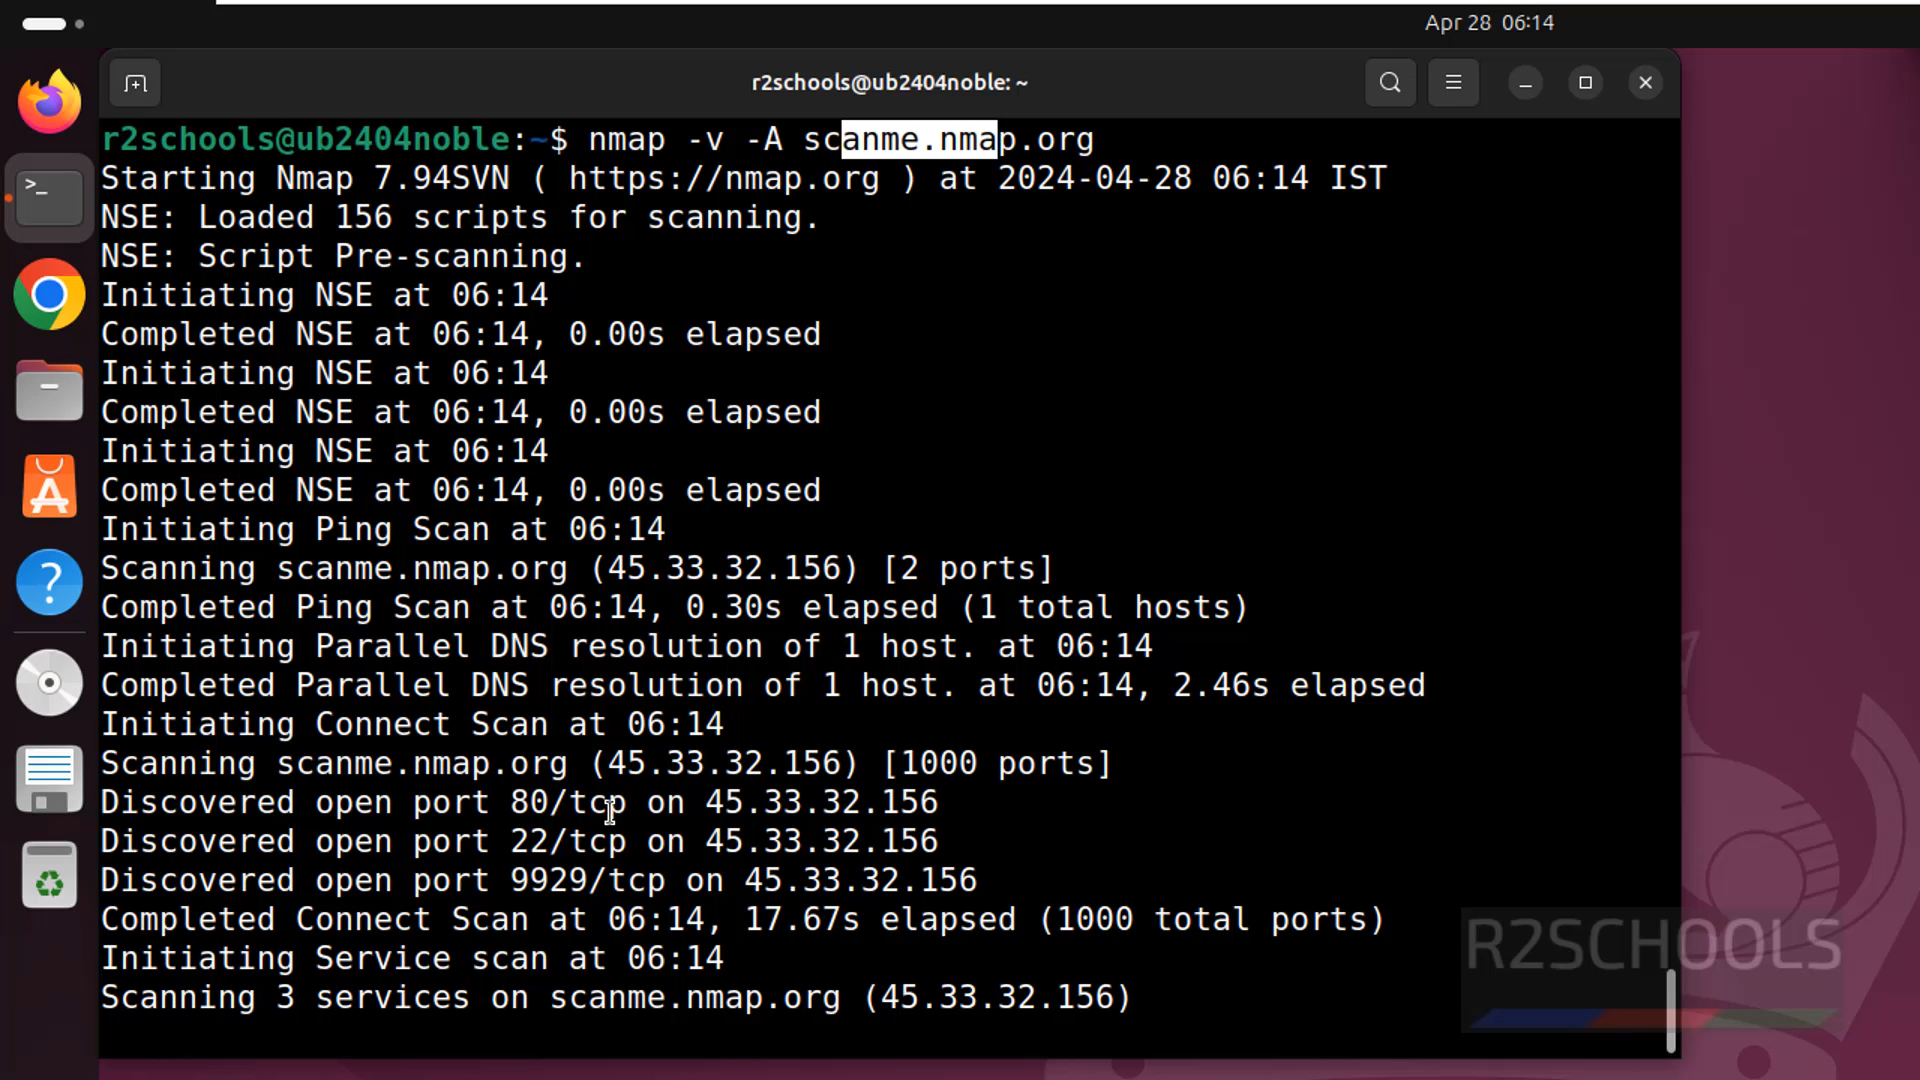 Apr 28 06:14
r2schools@ub2404noble: ~
r2schools@ub2404noble:~$ nmap -v -A scanme.nmap.org
Starting Nmap 7.94SVN ( https://nmap.org ) at 2024-04-28 06:14 IST
NSE: Loaded 156 scripts for scanning.
NSE: Script Pre-scanning.
Initiating NSE at 06:14
Completed NSE at 06:14, 0.00s elapsed
Initiating NSE at 06:14
Completed NSE at 06:14, 0.00s elapsed
Initiating NSE at 06:14
Completed NSE at 06:14, 0.00s elapsed
Initiating Ping Scan at 06:14
Scanning scanme.nmap.org (45.33.32.156) [2 ports]
Completed Ping Scan at 06:14, 0.30s elapsed (1 total hosts)
Initiating Parallel DNS resolution of 1 host. at 06:14
Completed Parallel DNS resolution of 1 host. at 06:14, 2.46s elapsed
Initiating Connect Scan at 06:14
Scanning scanme.nmap.org (45.33.32.156) [1000 ports]
Discovered open port 80/tcp on 45.33.32.156
Discovered open port 22/tcp on 45.33.32.156
Discovered open port 9929/tcp on 45.33.32.156
Completed Connect Scan at 06:14, 17.67s elapsed (1000 total ports)
Initiating Service scan at 06:14
Scanning 3 services on scanme.nmap.org (45.33.32.156)
R2SCHOOLS